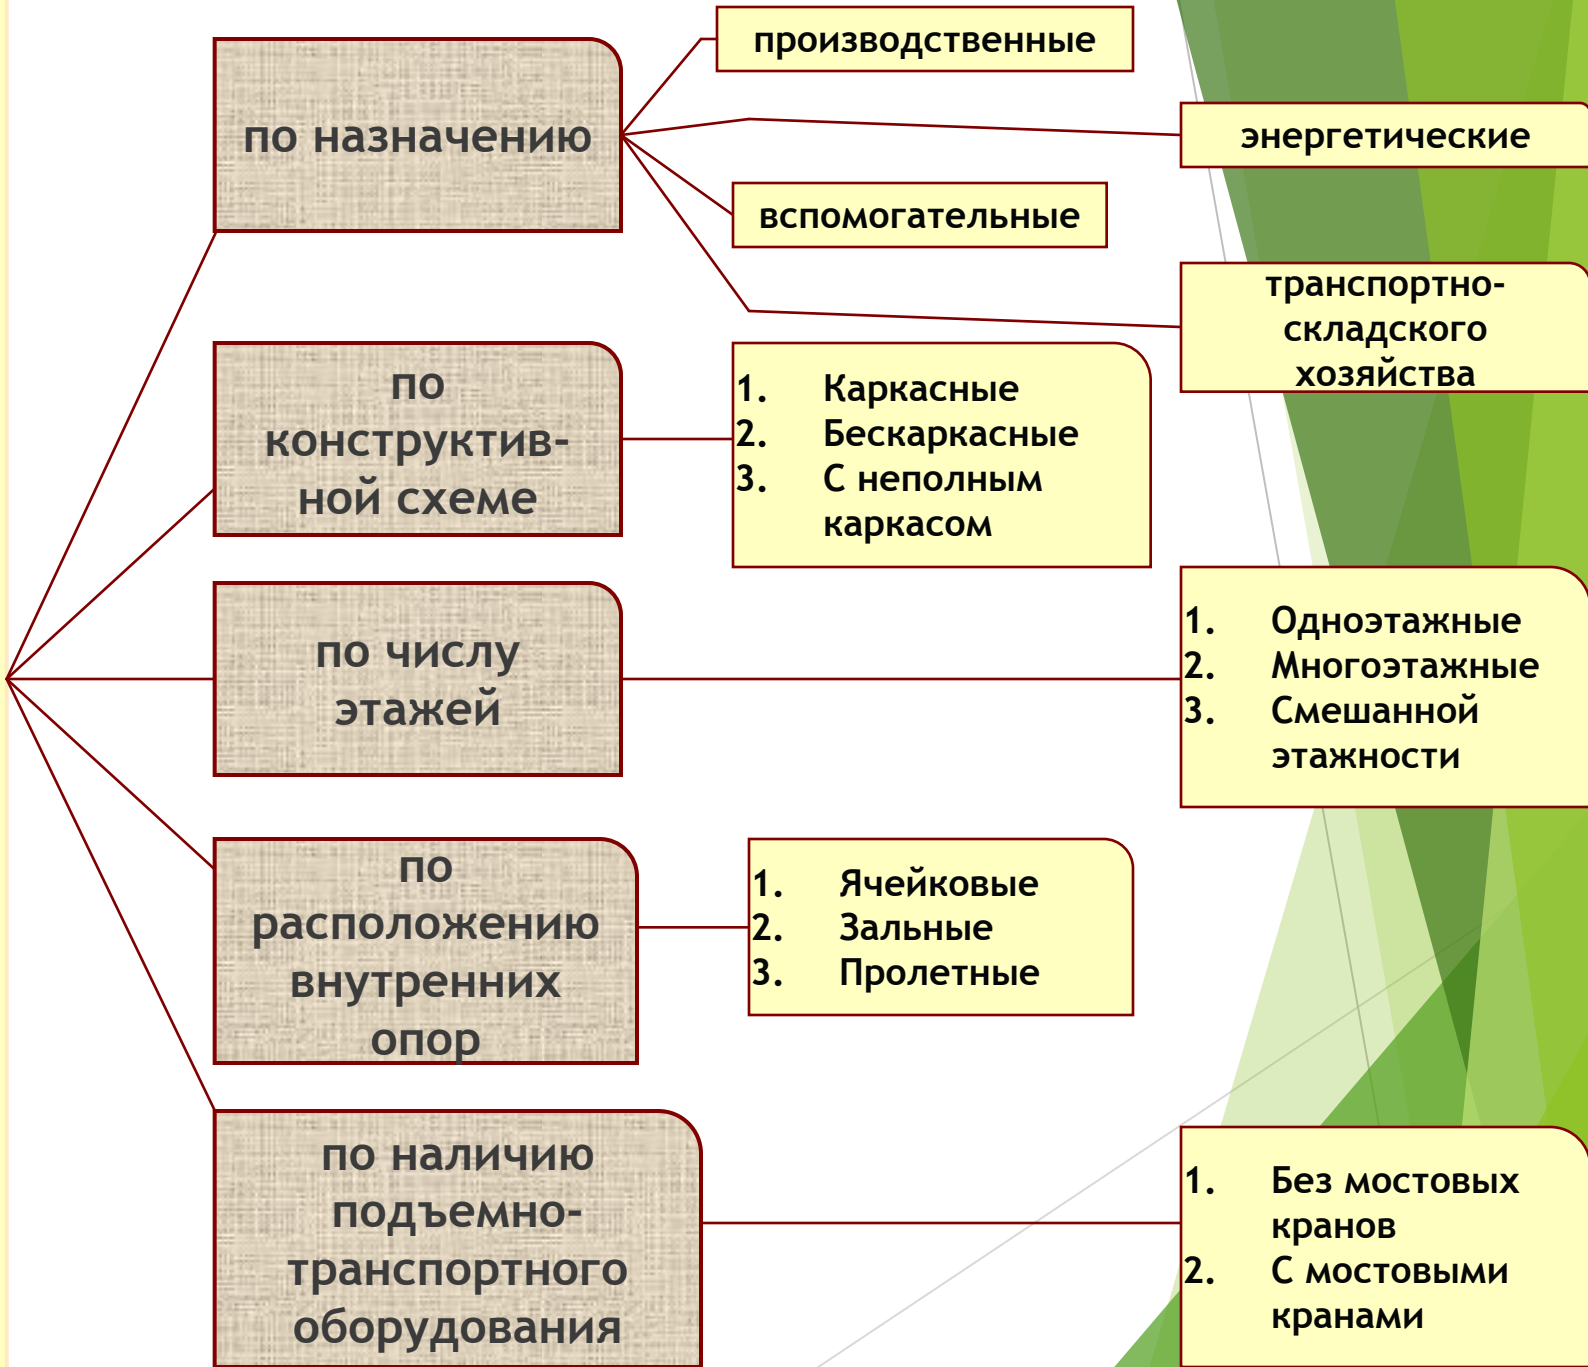 по назначению
производственные
энергетические
вспомогательные
транспортно-
складского
хозяйства
по
конструктив-
ной схеме
1. Каркасные
2. Бескаркасные
3. С неполным
каркасом
по числу
этажей
1. Одноэтажные
2. Многоэтажные
3. Смешанной
этажности
по
расположению
внутренних
опор
1. Ячейковые
2. Зальные
3. Пролетные
по наличию
подъемно-
транспортного
оборудования
1. Без мостовых
кранов
2. С мостовыми
кранами